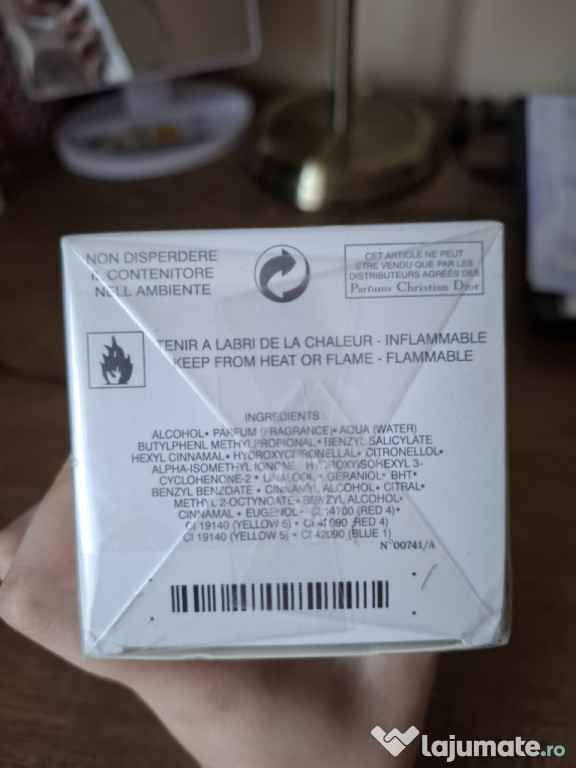 NON DISPERDERE
IL CONTENITORE
NELL AMBIENTE
CET ARTICLE NE PEUT
ETRE VENDU QUE PAR LES
DISTRIBUTEURS AGRÉÉS DES
Parfums Christian Dior
TENIR A LABRI DE LA CHALEUR - INFLAMMABLE
KEEP FROM HEAT OR FLAME - FLAMMABLE
INGREDIENTS :
ALCOHOL• PARFUM (FRAGRANCE)• AQUA (WATER)
BUTYLPHENL METHYLPROPIONAL• BENZYL SALICYLATE
HEXYL CINNAMAL• HYDROXYCITRONELLAL• CITRONELLOL•
ALPHA-ISOMETHYL IONONE• HYDROXYISOHEXYL 3-
CYCLOHENONE-2 • LINALOOL• GERANIOL• BHT•
BENZYL BENZDATE • CINNAMYL ALCOHOL• CITRAL•
METHYL 2-OCTYNOATE• BENZYL ALCOHOL•
CINNAMAL• EUGENOL• CI 14700 (RED 4)•
CI 19140 (YELLOW 5) • CI 42090 (RED 4)
CI 19140 (YELLOW 5) • CI 42090 (BLUE 1)
N°00741/A
lajumate.ro